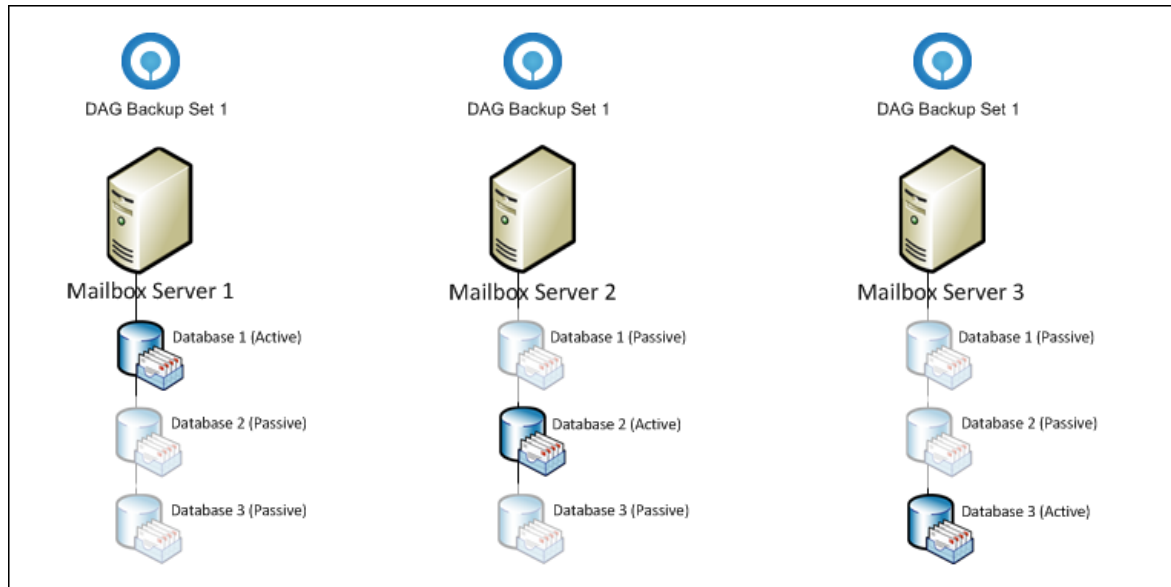 DAG Backup Set 1
DAG Backup Set 1
DAG Backup Set 1
Mailbox Server 1
Mailbox Server 2
Mailbox Server 3
Database 1 (Active)
Database 1 (Passive)
Database 1 (Passive)
Database 2 (Passive)
Database 2 (Active)
Database 2 (Passive)
Database 3 (Passive)
Database 3 (Passive)
Database 3 (Active)